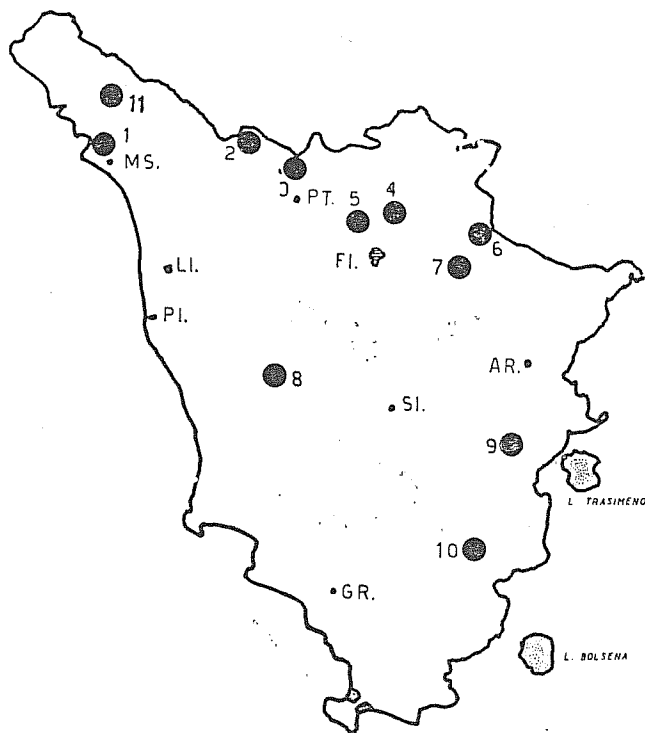 11
1
MS.
2
PT.
5
4
FI.
6
7
LI.
PI.
8
AR.
SI.
9
L. TRASIMENO
10
GR.
L. BOLSENA